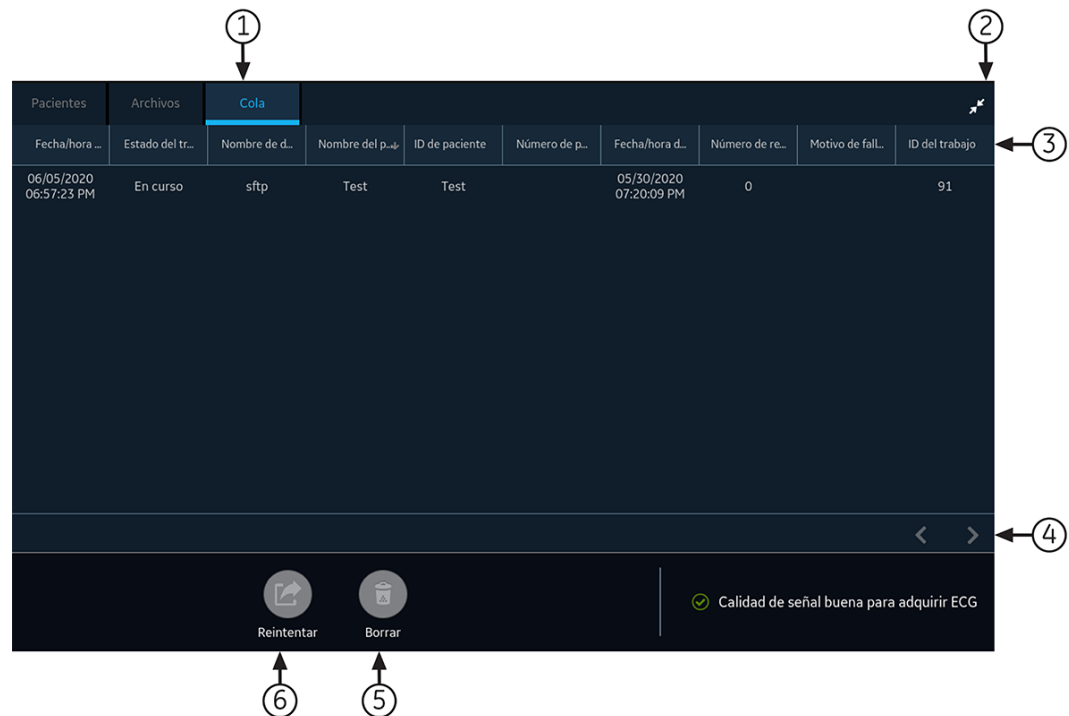 1 2
Pacientes Archivos Cola
Fecha/hora ... Estado del tr... Nombre de d... Nombre del p... ID de paciente Número de p... Fecha/hora d... Número de re... Motivo de fall... ID del trabajo
3
06/05/2020 05/30/2020
06:57:23 PM En curso sftp Test Test 07:20:09 PM 0 91
4
Calidad de señal buena para adquirir ECG
Reintentar Borrar
6 5